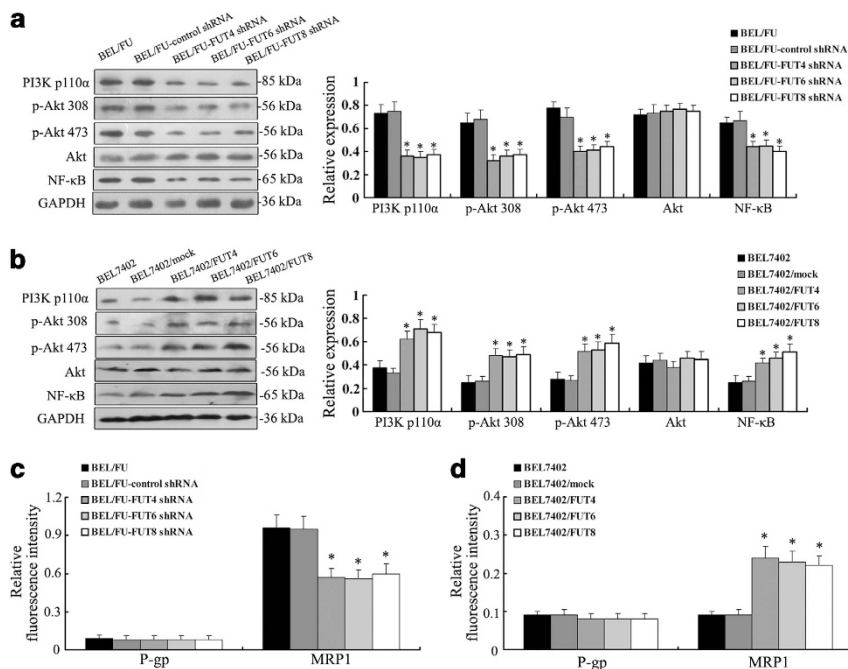 a
BEL/FU
BEL/FU-control shRNA
BEL/FU-FUT4 shRNA
BEL/FU-FUT6 shRNA
BEL/FU-FUT8 shRNA
PI3K p110α
-85 kDa
p-Akt 308
-56 kDa
p-Akt 473
-56 kDa
Akt
-56 kDa
NF-κB
-65 kDa
GAPDH
-36 kDa
BEL/FU
BEL/FU-control shRNA
BEL/FU-FUT4 shRNA
BEL/FU-FUT6 shRNA
BEL/FU-FUT8 shRNA
Relative expression
1
0.8
0.6
0.4
0.2
0
* * *
* * *
* * *
* * *
PI3K p110α p-Akt 308 p-Akt 473 Akt NF-κB
b
BEL7402
BEL7402/mock
BEL7402/FUT4
BEL7402/FUT6
BEL7402/FUT8
PI3K p110α
-85 kDa
p-Akt 308
-56 kDa
p-Akt 473
-56 kDa
Akt
-56 kDa
NF-κB
-65 kDa
GAPDH
-36 kDa
BEL7402
BEL7402/mock
BEL7402/FUT4
BEL7402/FUT6
BEL7402/FUT8
Relative expression
1
0.8
0.6
0.4
0.2
0
* * *
* * *
* * *
* * *
PI3K p110α p-Akt 308 p-Akt 473 Akt NF-κB
c
BEL/FU
BEL/FU-control shRNA
BEL/FU-FUT4 shRNA
BEL/FU-FUT6 shRNA
BEL/FU-FUT8 shRNA
Relative
fluorescence intensity
1.2
0.9
0.6
0.3
0.0
* * *
P-gp MRP1
d
BEL7402
BEL7402/mock
BEL7402/FUT4
BEL7402/FUT6
BEL7402/FUT8
Relative
fluorescence intensity
0.4
0.3
0.2
0.1
0.0
* * *
P-gp MRP1